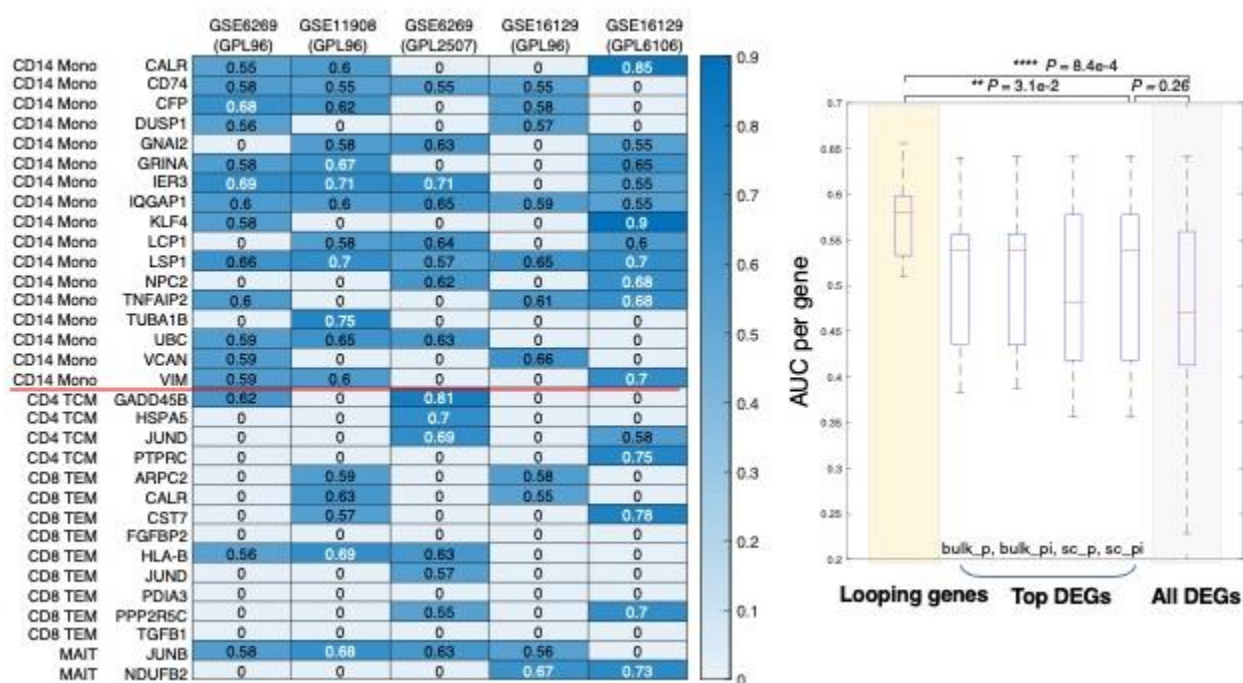 GSE6269 GSE11908 GSE6269 GSE16129 GSE16129
(GPL96) (GPL96) (GPL2507) (GPL96) (GPL6106)
CD14 Mono CALR 0.55 0.6 0 0 0.85
CD14 Mono CD74 0.58 0.55 0.55 0.55 0
CD14 Mono CFP 0.68 0.62 0 0.58 0
CD14 Mono DUSP1 0.56 0 0 0.57 0
CD14 Mono GNAI2 0 0.58 0.63 0 0.55
CD14 Mono GRINA 0.58 0.67 0 0 0.65
CD14 Mono IER3 0.69 0.71 0.71 0 0.55
CD14 Mono IQGAP1 0.6 0.6 0.65 0.59 0.55
CD14 Mono KLF4 0.58 0 0 0 0.9
CD14 Mono LCP1 0 0.58 0.64 0 0.6
CD14 Mono LSP1 0.66 0.7 0.57 0.65 0.7
CD14 Mono NPC2 0 0 0.62 0 0.68
CD14 Mono TNFAIP2 0.6 0 0 0.61 0.68
CD14 Mono TUBA1B 0 0.75 0 0 0
CD14 Mono UBC 0.59 0.65 0.63 0 0
CD14 Mono VCAN 0.59 0 0 0.66 0
CD14 Mono VIM 0.59 0.6 0 0 0.7
CD4 TCM GADD45B 0.62 0 0.81 0 0
CD4 TCM HSPA5 0 0 0.7 0 0
CD4 TCM JUND 0 0 0.69 0 0.58
CD4 TCM PTPRC 0 0 0 0 0.75
CD8 TEM ARPC2 0 0.59 0 0.58 0
CD8 TEM CALR 0 0.63 0 0.55 0
CD8 TEM CST7 0 0.57 0 0 0.78
CD8 TEM FGFBP2 0 0 0 0 0
CD8 TEM HLA-B 0.56 0.69 0.63 0 0
CD8 TEM JUND 0 0 0.57 0 0
CD8 TEM PDIA3 0 0 0 0 0
CD8 TEM PPP2R5C 0 0 0.55 0 0.7
CD8 TEM TGFB1 0 0 0 0 0
MAIT JUNB 0.58 0.68 0.63 0.56 0
MAIT NDUFB2 0 0 0 0.67 0.73
0.9
0.8
0.7
0.6
0.5
0.4
0.3
0.2
0.1
0
**** P = 8.4e-4
** P = 3.1e-2 P = 0.26
AUC per gene
0.7
0.65
0.6
0.55
0.5
0.45
0.4
0.35
0.3
0.25
0.2
bulk_p, bulk_pi, sc_p, sc_pi
Looping genes Top DEGs All DEGs